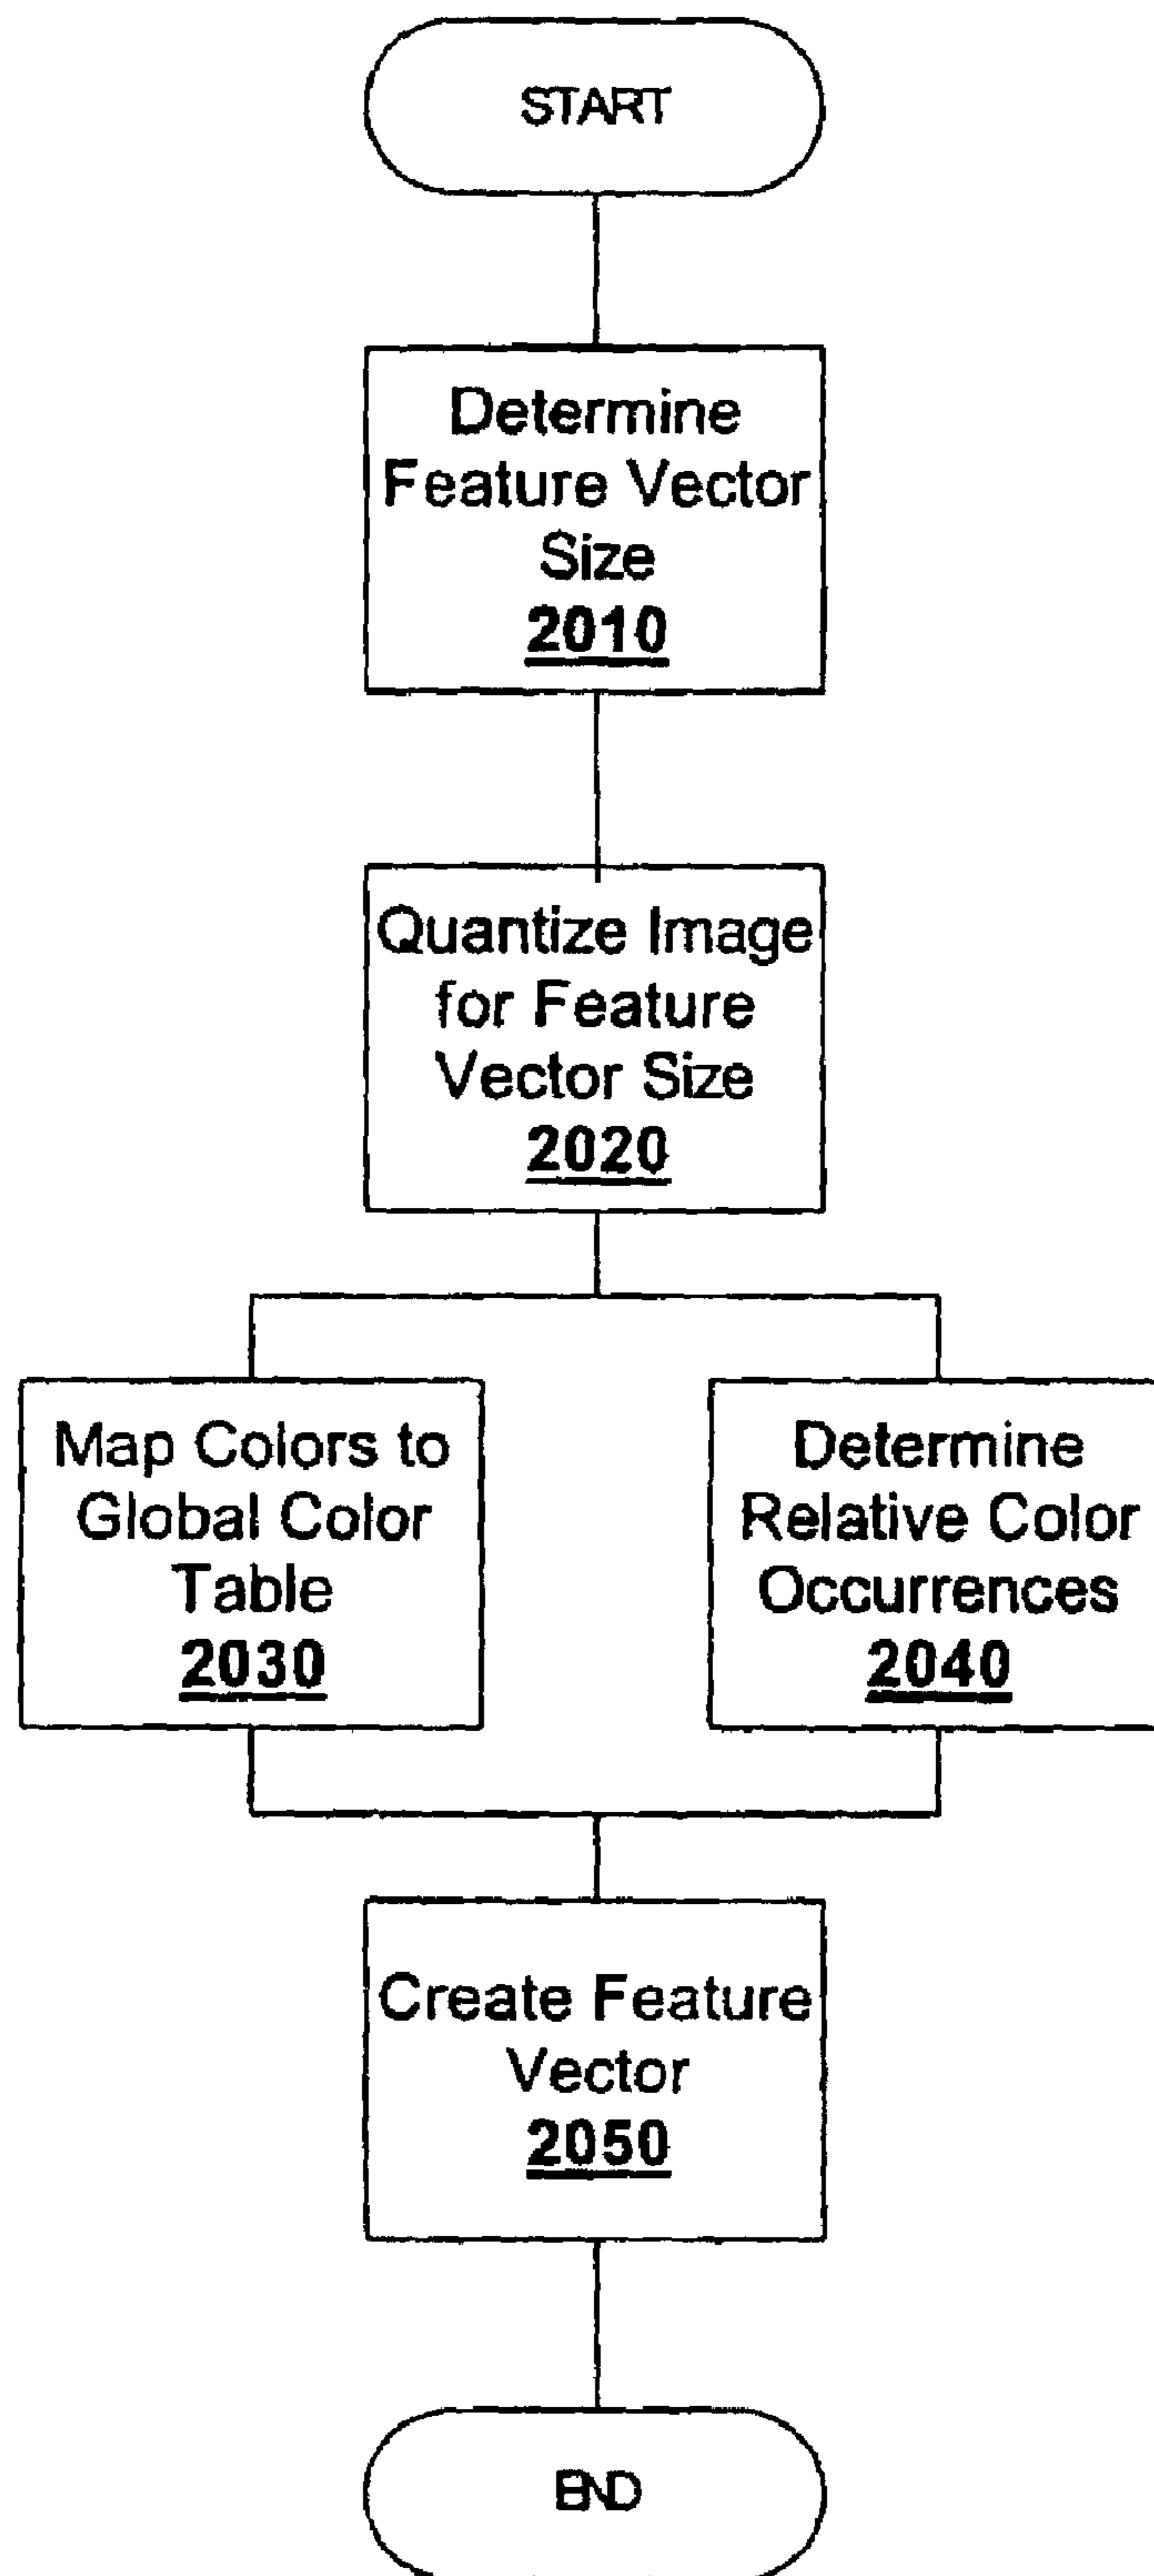 START
Determine
Feature Vector
Size
2010
Quantize Image
for Feature
Vector Size
2020
Map Colors to
Global Color
Table
2030
Determine
Relative Color
Occurrences
2040
Create Feature
Vector
2050
END